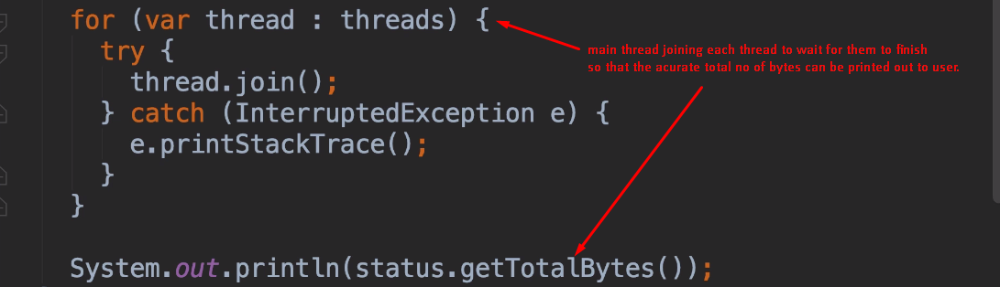 for (var thread : threads) {
main thread joining each thread to wait for them to finish
try {
so that the acurate total no of bytes can be printed out to user.
thread.join();
} catch (InterruptedException e) {
e.printStackTrace();
}
}
System.out.println(status.getTotalBytes());